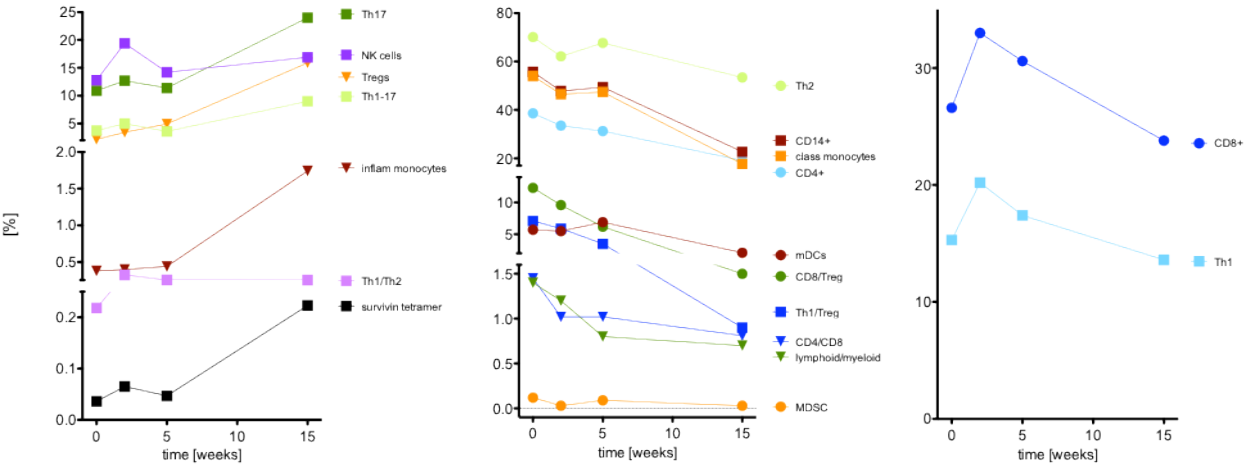 [%]
25
20
15
10
5
2.0
1.5
1.0
0.5
0.2
0.1
0.0
0
5
10
15
time [weeks]
Th17
NK cells
Tregs
Th1-17
inflam monocytes
Th1/Th2
survivin tetramer
80
60
40
20
10
5
1.5
1.0
0.5
0.0
0
5
10
15
time [weeks]
Th2
CD14+
class monocytes
CD4+
mDCs
CD8/Treg
Th1/Treg
CD4/CD8
lymphoid/myeloid
MDSC
30
20
10
0
0
5
10
15
time [weeks]
CD8+
Th1